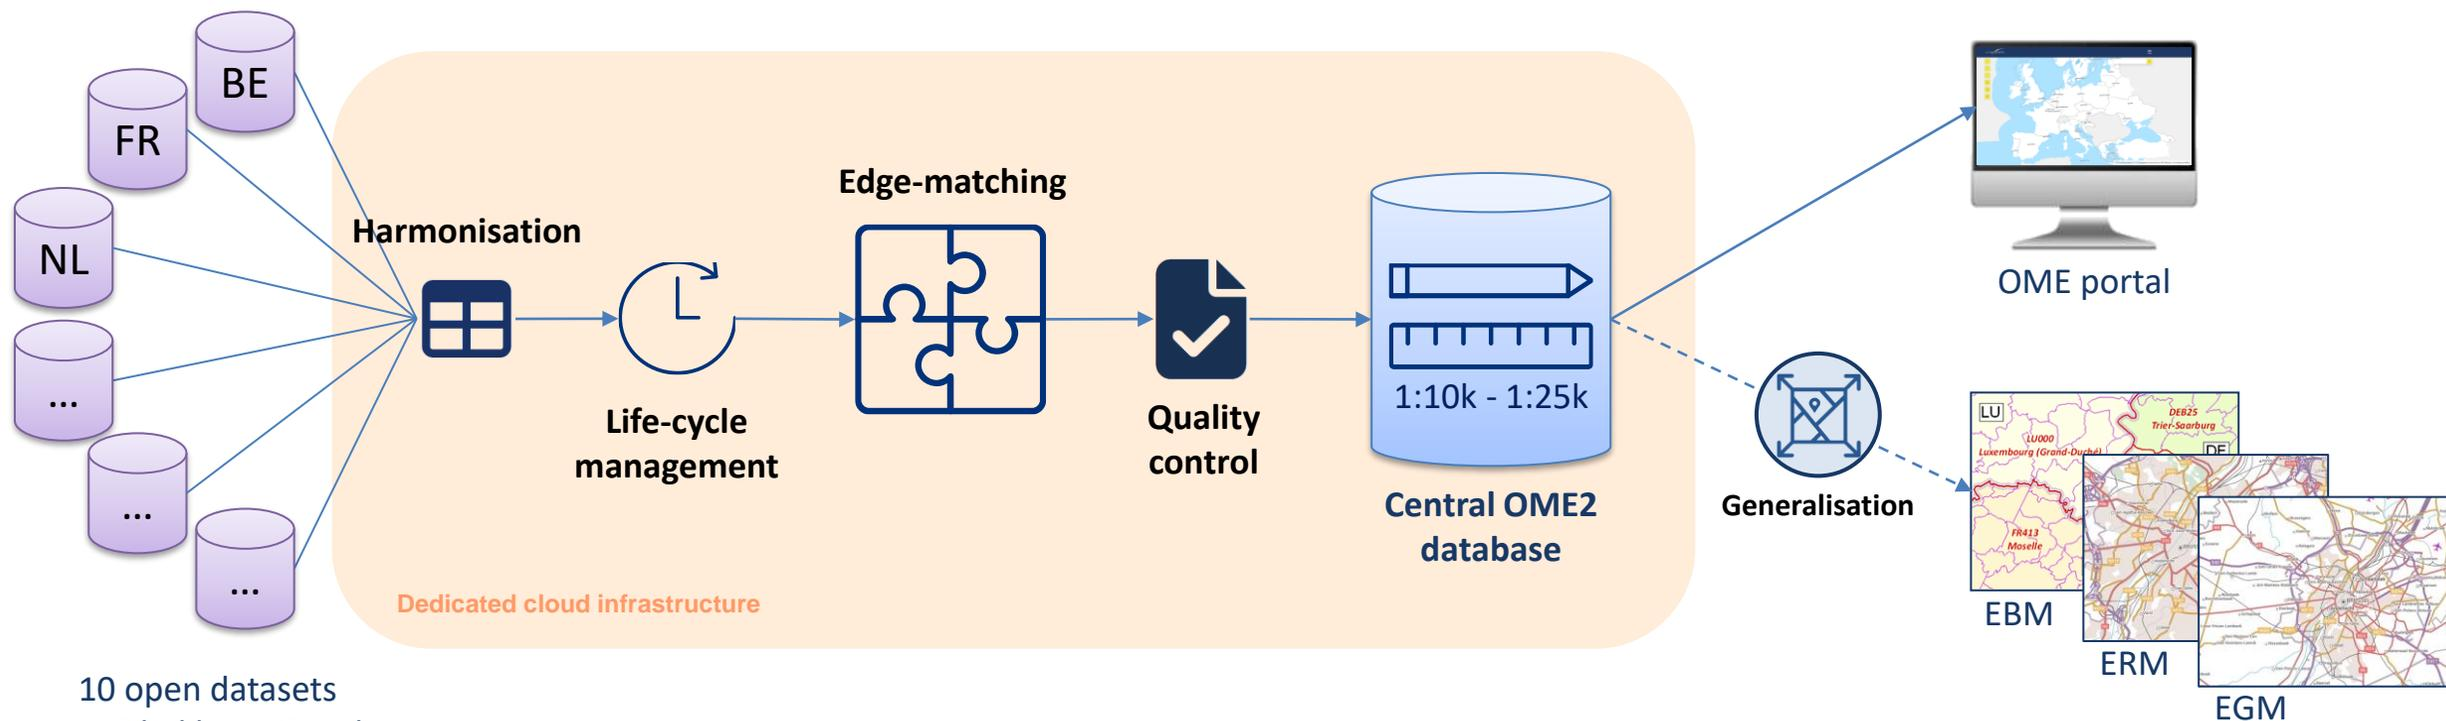 BE
FR
NL
...
...
...
Harmonisation
Life-cycle
management
Edge-matching
Quality
control
1:10k - 1:25k
Central OME2
database
Dedicated cloud infrastructure
OME portal
Generalisation
LU
DEB25
Trier-Saarburg
LU000
Luxembourg (Grand-Duché)
DE
FR413
Moselle
EBM
ERM
EGM
10 open datasets